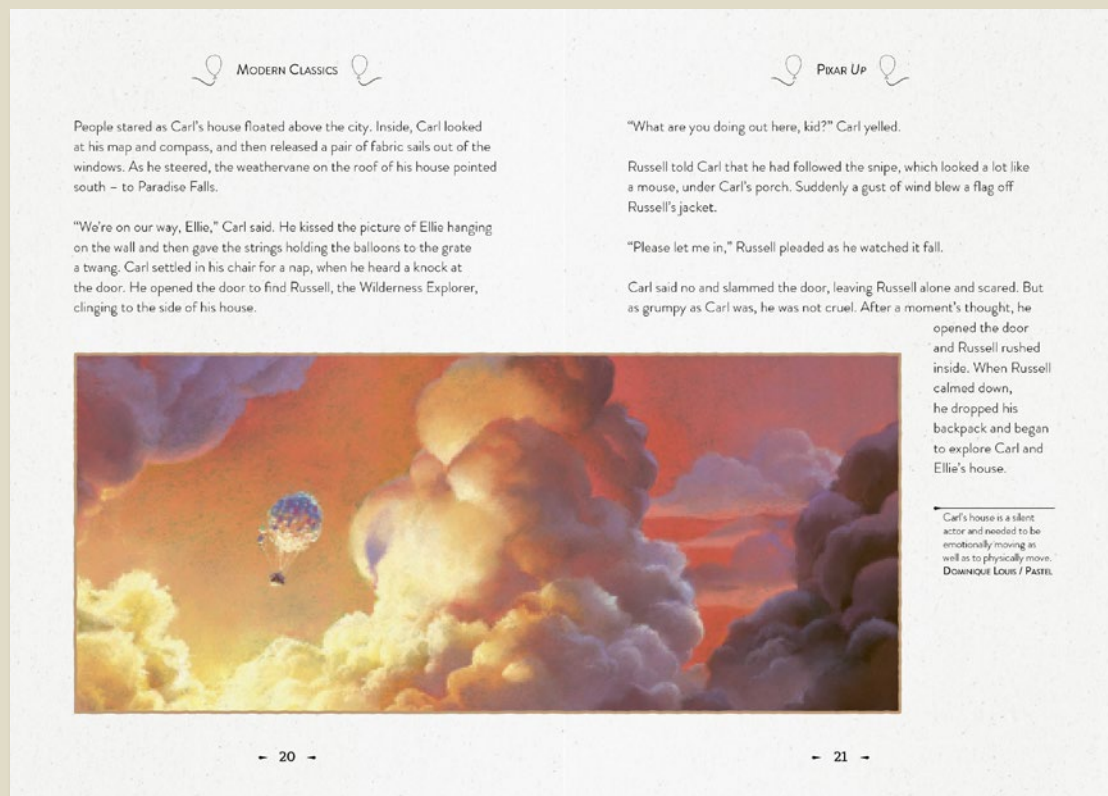 MODERN CLASSICS
People stared as Carl's house floated above the city. Inside, Carl looked
at his map and compass, and then released a pair of fabric sails out of the
windows. As he steered, the weathervane on the roof of his house pointed
south – to Paradise Falls.
“We're on our way, Ellie,” Carl said. He kissed the picture of Ellie hanging
on the wall and then gave the strings holding the balloons to the grate
a twang. Carl settled in his chair for a nap, when he heard a knock at
the door. He opened the door to find Russell, the Wilderness Explorer,
clinging to the side of his house.
20
PIXAR UP
“What are you doing out here, kid?” Carl yelled.
Russell told Carl that he had followed the snipe, which looked a lot like
a mouse, under Carl's porch. Suddenly a gust of wind blew a flag off
Russell's jacket.
“Please let me in,” Russell pleaded as he watched it fall.
Carl said no and slammed the door, leaving Russell alone and scared. But
as grumpy as Carl was, he was not cruel. After a moment's thought, he
opened the door
and Russell rushed
inside. When Russell
calmed down,
he dropped his
backpack and began
to explore Carl and
Ellie's house.
Carl's house is a silent
actor and needed to be
emotionally moving as
well as to physically move.
DOMINIQUE LOUIS / PASTEL
21